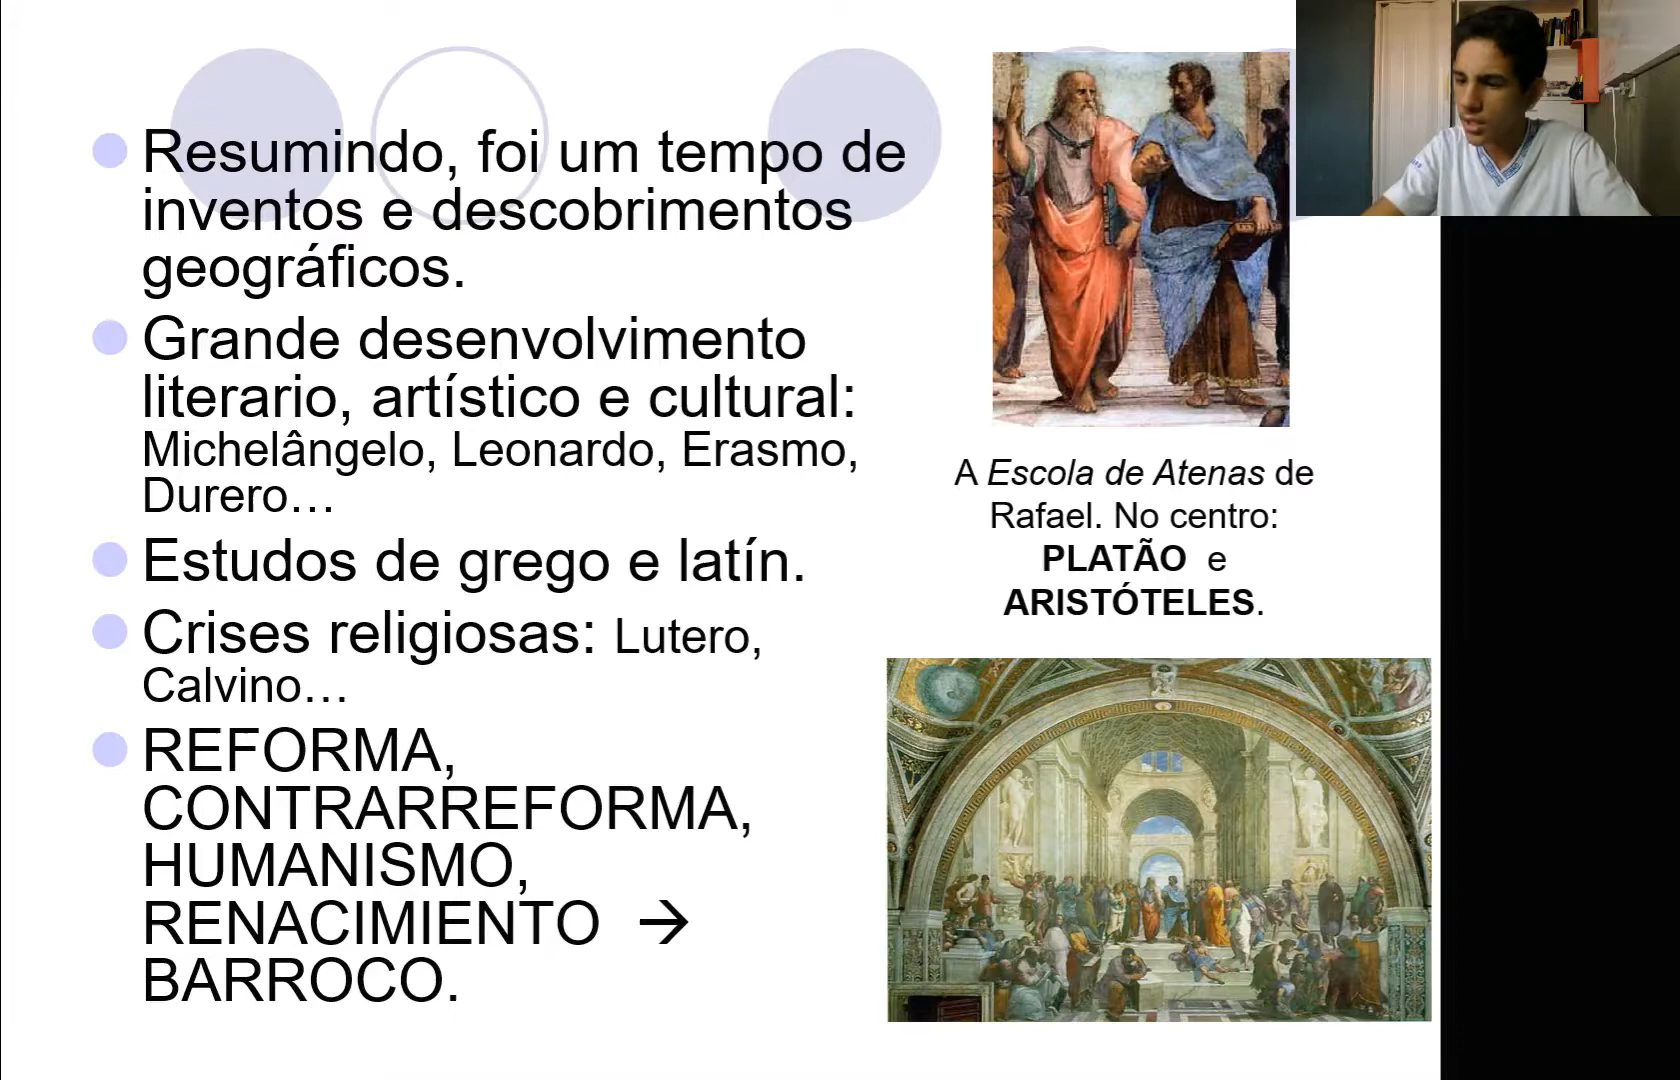 Resumindo, foi um tempo de
inventos e descobrimentos
geográficos.
Grande desenvolvimento
literario, artístico e cultural:
Michelângelo, Leonardo, Erasmo,
Durero…
Estudos de grego e latín.
Crises religiosas: Lutero,
Calvino…
REFORMA,
CONTRARREFORMA,
HUMANISMO,
RENACIMIENTO →
BARROCO.
A Escola de Atenas de
Rafael. No centro:
PLATÃO e
ARISTÓTELES.